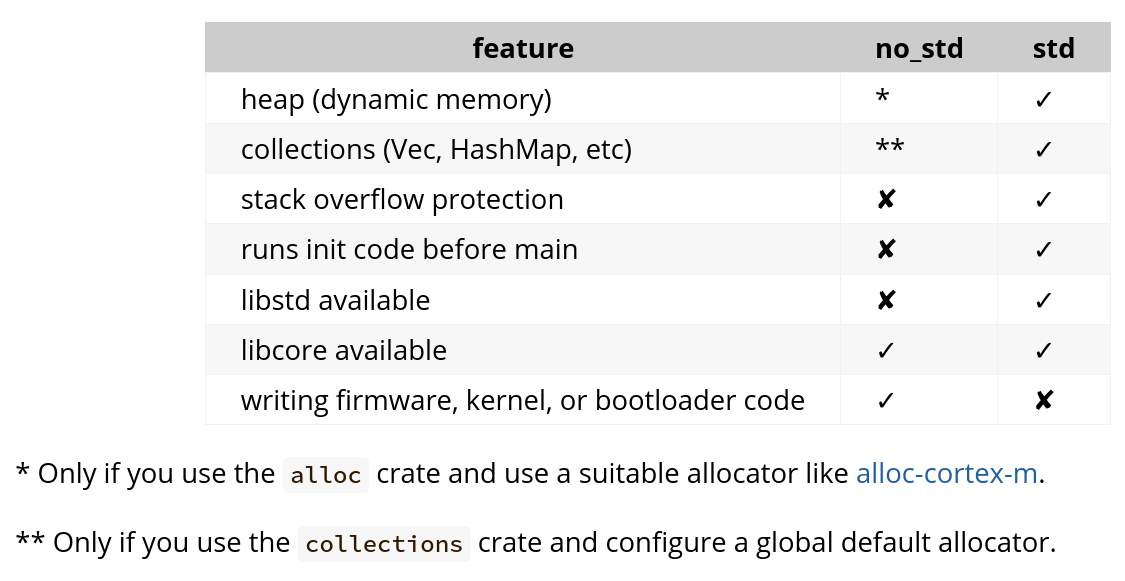 feature no_std std
heap (dynamic memory) * ✓
collections (Vec, HashMap, etc) ** ✓
stack overflow protection ✘ ✓
runs init code before main ✘ ✓
libstd available ✘ ✓
libcore available ✓ ✓
writing firmware, kernel, or bootloader code ✓ ✘
* Only if you use the alloc crate and use a suitable allocator like alloc-cortex-m.
** Only if you use the collections crate and configure a global default allocator.